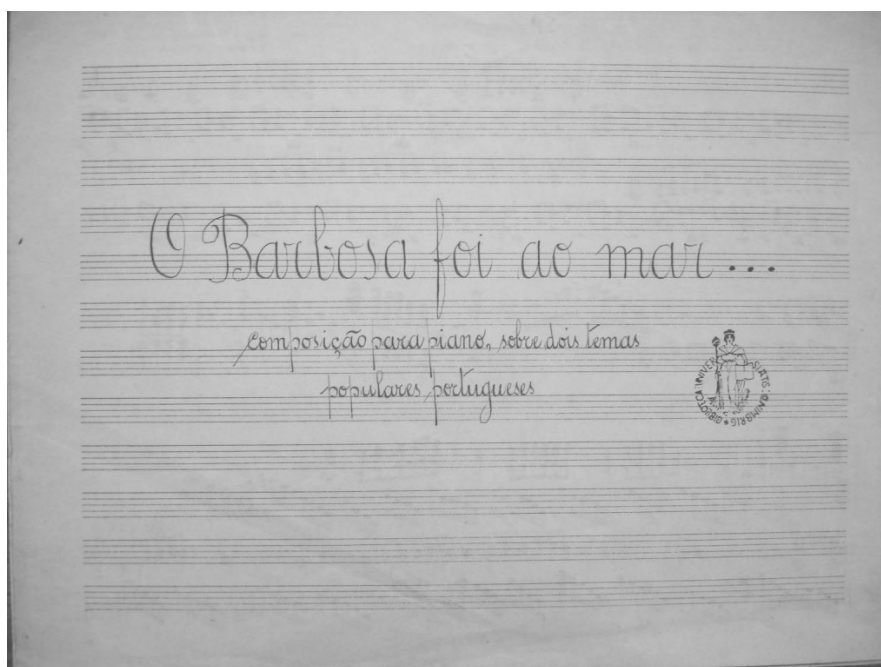 O Barbosa foi ao mar...
composição para piano, sobre dois temas
populares portugueses